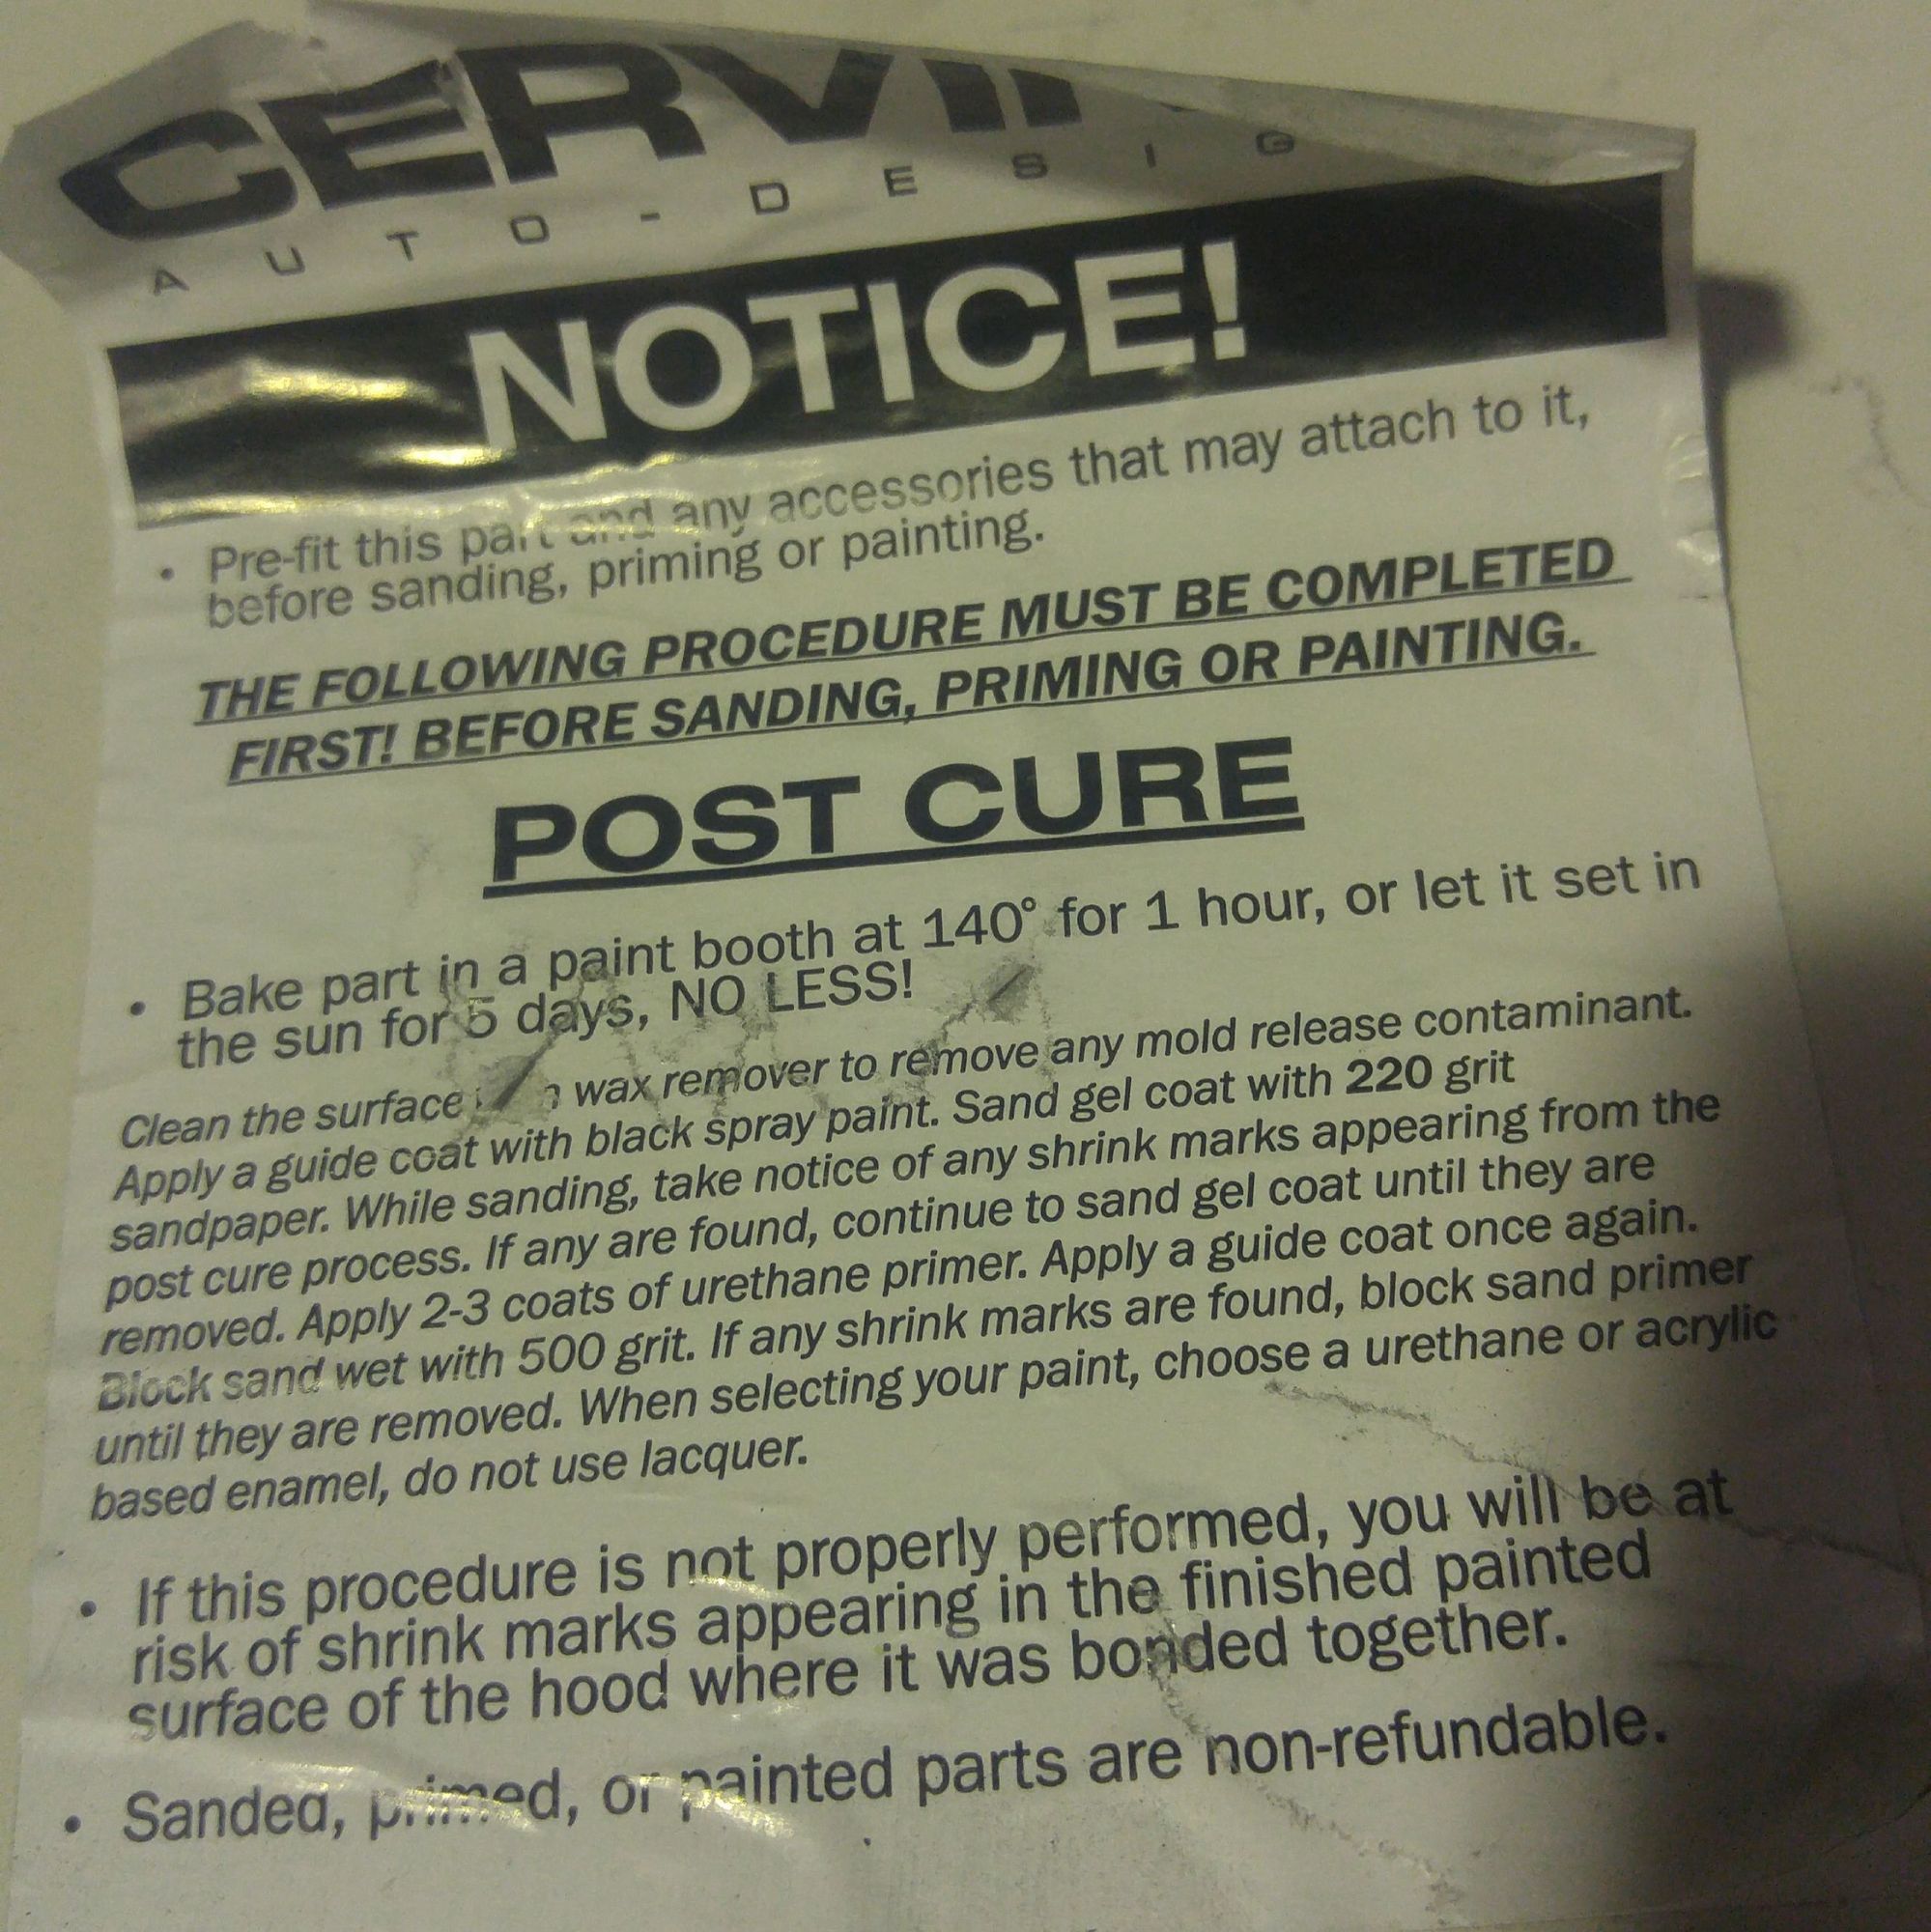 CERVI
AUTO-DESIG
NOTICE!
• Pre-fit this part and any accessories that may attach to it,
before sanding, priming or painting.
THE FOLLOWING PROCEDURE MUST BE COMPLETED
FIRST! BEFORE SANDING, PRIMING OR PAINTING.
POST CURE
• Bake part in a paint booth at 140° for 1 hour, or let it set in
the sun for 5 days, NO LESS!
Clean the surface wax remover to remove any mold release contaminant.
Apply a guide coat with black spray paint. Sand gel coat with 220 grit
sandpaper. While sanding, take notice of any shrink marks appearing from the
post cure process. If any are found, continue to sand gel coat until they are
removed. Apply 2-3 coats of urethane primer. Apply a guide coat once again.
Block sand wet with 500 grit. If any shrink marks are found, block sand primer
until they are removed. When selecting your paint, choose a urethane or acrylic
based enamel, do not use lacquer.
• If this procedure is not properly performed, you will be at
risk of shrink marks appearing in the finished painted
surface of the hood where it was bonded together.
• Sanded, primed, or painted parts are non-refundable.